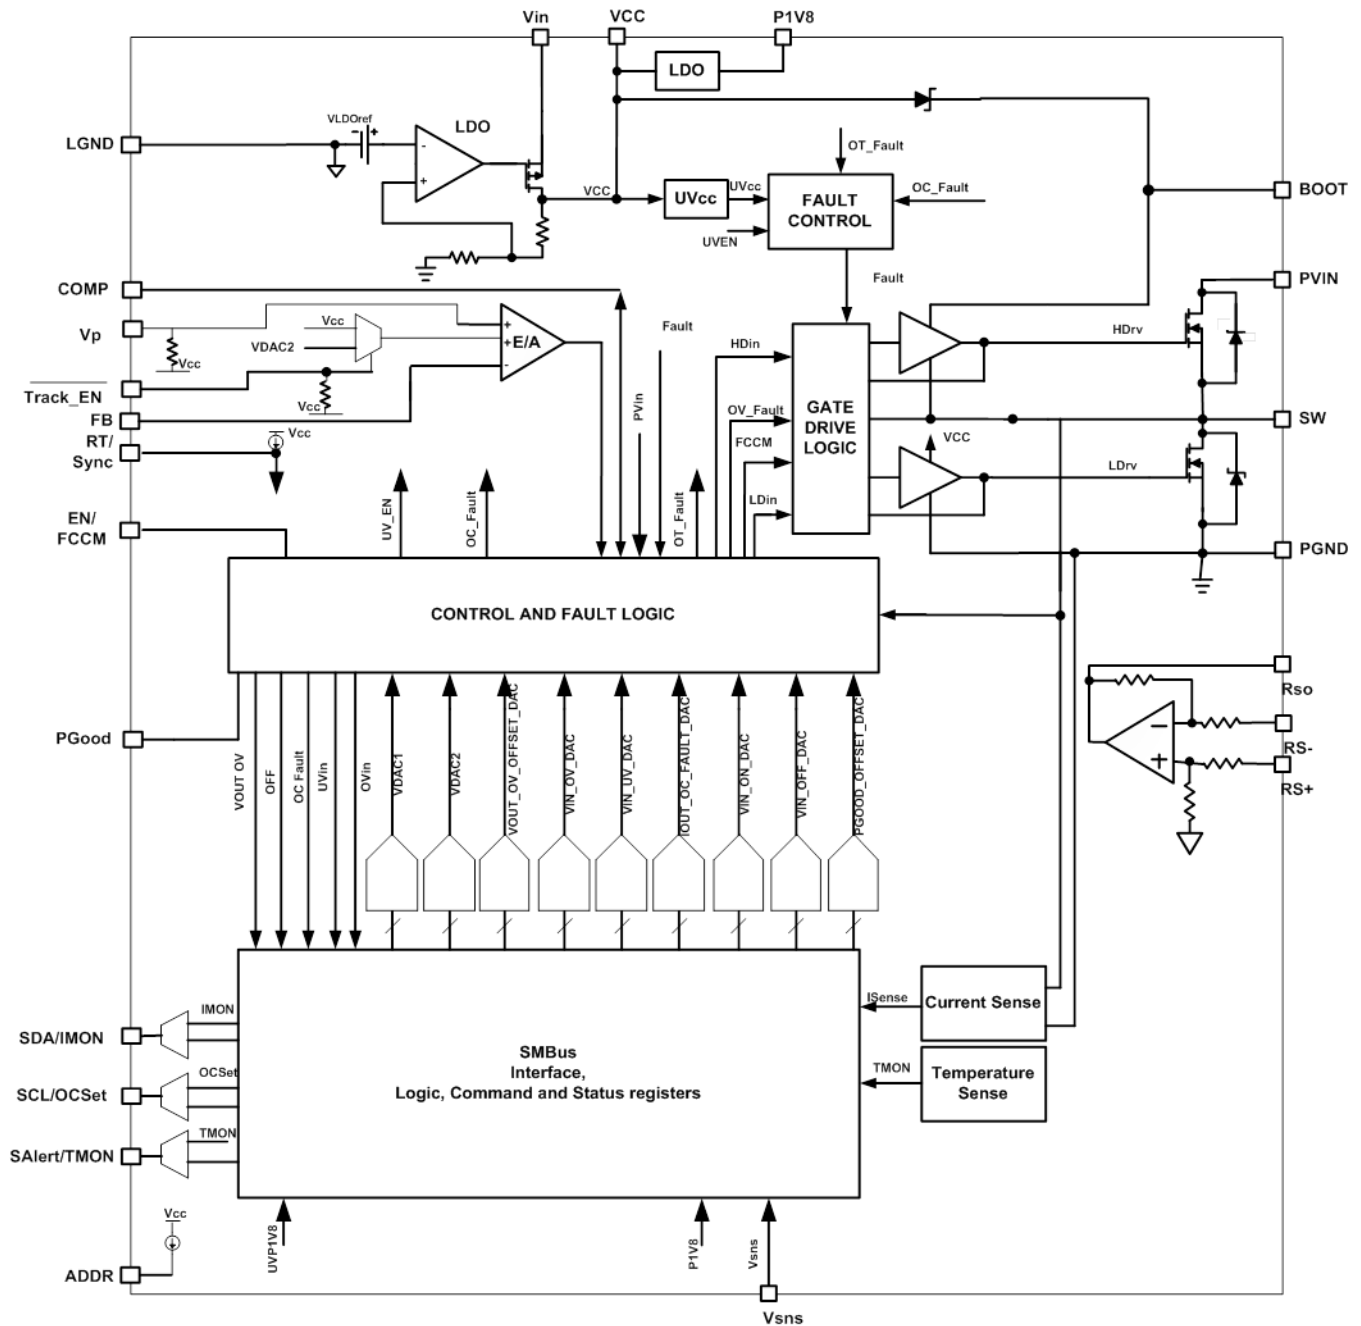 Vin
VCC
P1V8
LDO
LGND
VLDOref
-
+
LDO
-
+
VCC
UVcc
UVcc
OT_Fault
FAULT
CONTROL
OC_Fault
UVEN
Fault
BOOT
PVIN
COMP
Vp
Vcc
Vcc
VDAC2
+
+
-
E/A
Track_EN
Vcc
FB
RT/
Sync
Vcc
EN/
FCCM
UV_EN
OC_Fault
PVin
Fault
OT_Fault
HDin
OV_Fault
FCCM
LDin
GATE
DRIVE
LOGIC
VCC
HDrv
LDrv
SW
PGND
CONTROL AND FAULT LOGIC
Rso
RS-
RS+
-
+
PGood
VOUT OV
OFF
OC Fault
UVin
OVin
VDAC1
VDAC2
VOUT_OV_OFFSET_DAC
VIN_OV_DAC
VIN_UV_DAC
IOUT_OC_FAULT_DAC
VIN_ON_DAC
VIN_OFF_DAC
PGOOD_OFFSET_DAC
ISense
Current Sense
TMON
Temperature
Sense
SMBus
Interface,
Logic, Command and Status registers
IMON
SDA/IMON
OCSet
SCL/OCSet
TMON
SAlert/TMON
Vcc
ADDR
UVP1V8
P1V8
Vsns
Vsns